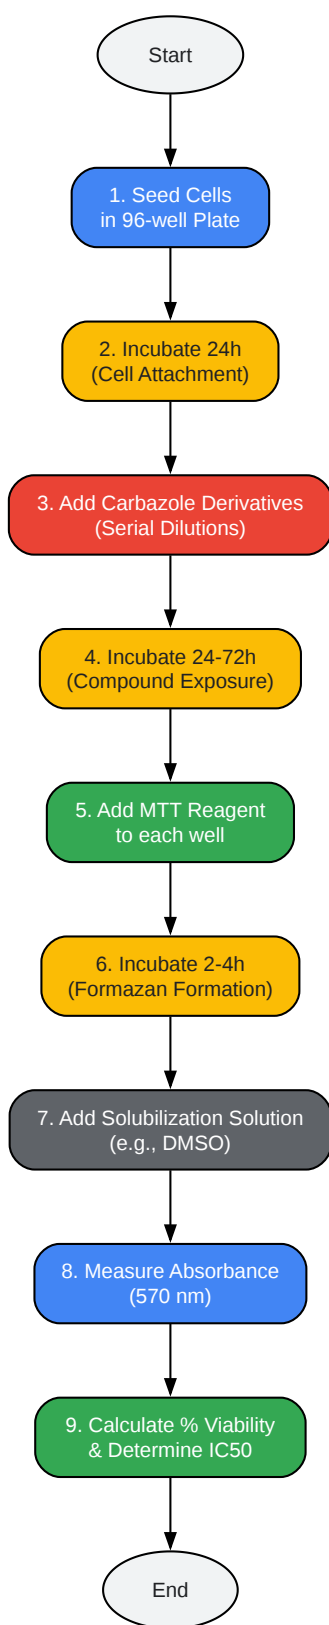 Start
1. Seed Cells
in 96-well Plate
2. Incubate 24h
(Cell Attachment)
3. Add Carbazole Derivatives
(Serial Dilutions)
4. Incubate 24-72h
(Compound Exposure)
5. Add MTT Reagent
to each well
6. Incubate 2-4h
(Formazan Formation)
7. Add Solubilization Solution
(e.g., DMSO)
8. Measure Absorbance
(570 nm)
9. Calculate % Viability
& Determine IC50
End